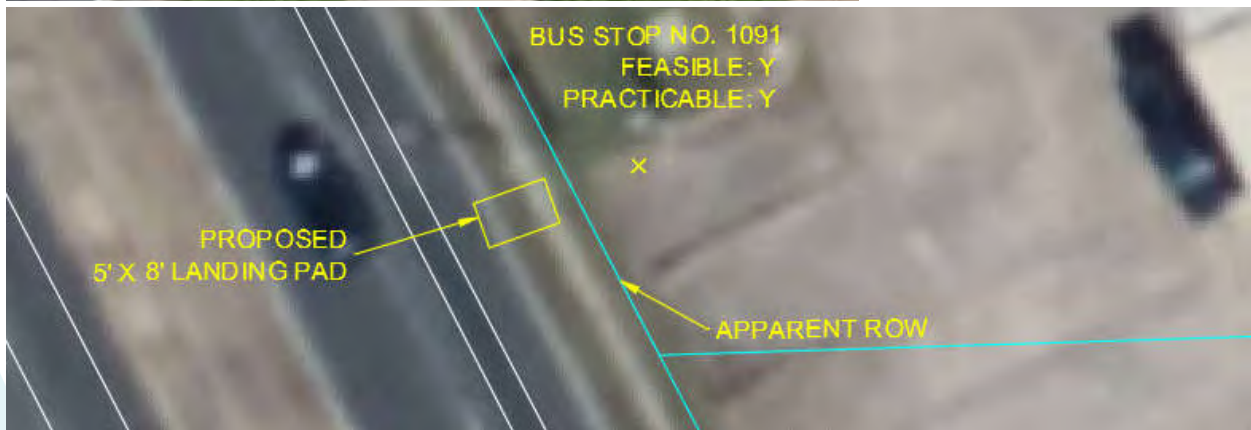 BUS STOP NO. 1091
FEASIBLE: Y
PRACTICABLE: Y
PROPOSED
5' X 8' LANDING PAD
APPARENT ROW